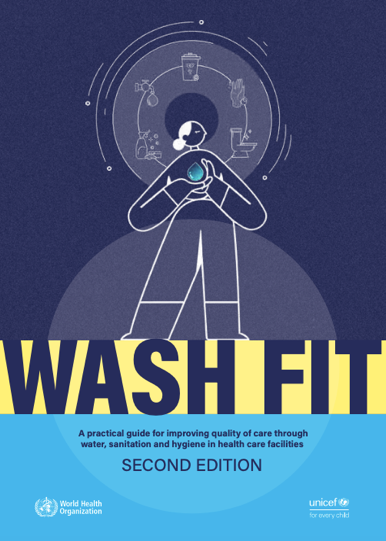 WASH FIT
A practical guide for improving quality of care through
water, sanitation and hygiene in health care facilities
SECOND EDITION
World Health
Organization
unicef
for every child